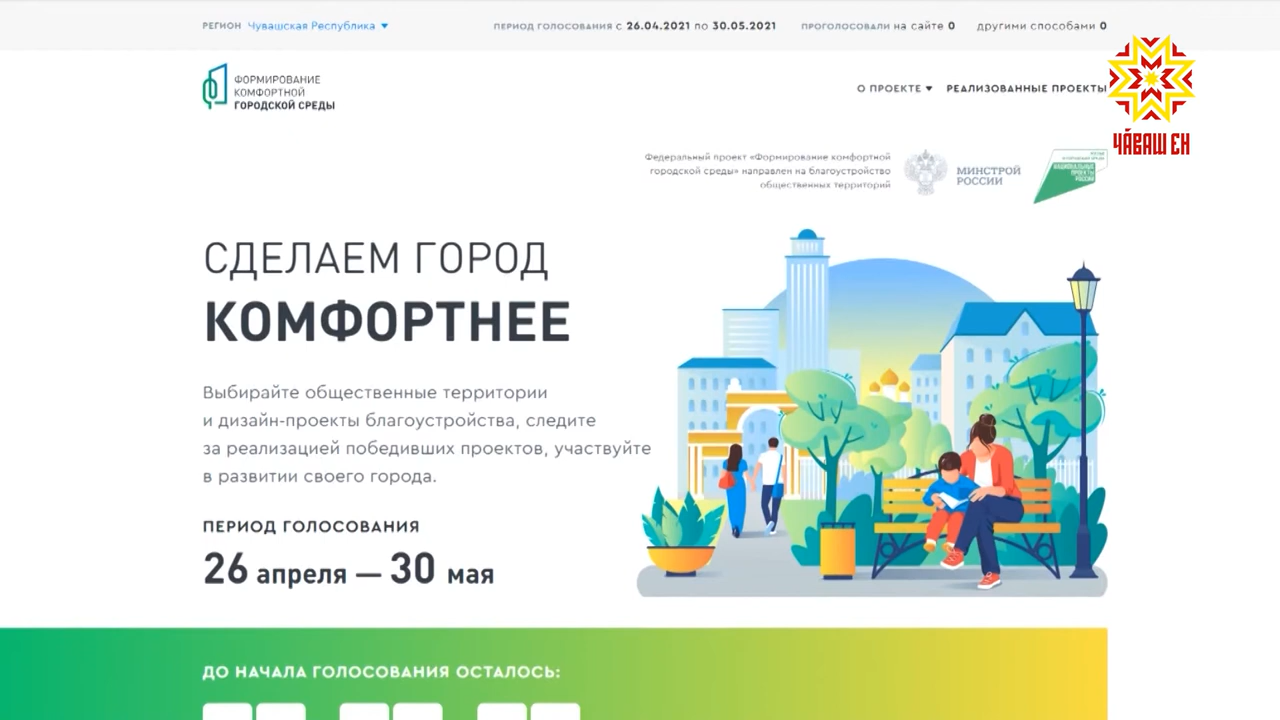 РЕГИОН Чувашская Республика
ПЕРИОД ГОЛОСОВАНИЯ с 26.04.2021 по 30.05.2021
ПРОГОЛОСОВАЛИ на сайте 0
другими способами 0
ФОРМИРОВАНИЕ
КОМФОРТНОЙ
ГОРОДСКОЙ СРЕДЫ
О ПРОЕКТЕ
РЕАЛИЗОВАННЫЕ ПРОЕКТЫ
ЧӐВАШ ЕН
Федеральный проект «Формирование комфортной
городской среды» направлен на благоустройство
общественных территорий
МИНСТРОЙ
РОССИИ
НАЦИОНАЛЬНЫЕ
ПРОЕКТЫ
РОССИИ
СДЕЛАЕМ ГОРОД
КОМФОРТНЕЕ
Выбирайте общественные территории
и дизайн-проекты благоустройства, следите
за реализацией победивших проектов, участвуйте
в развитии своего города.
ПЕРИОД ГОЛОСОВАНИЯ
26 апреля — 30 мая
ДО НАЧАЛА ГОЛОСОВАНИЯ ОСТАЛОСЬ: